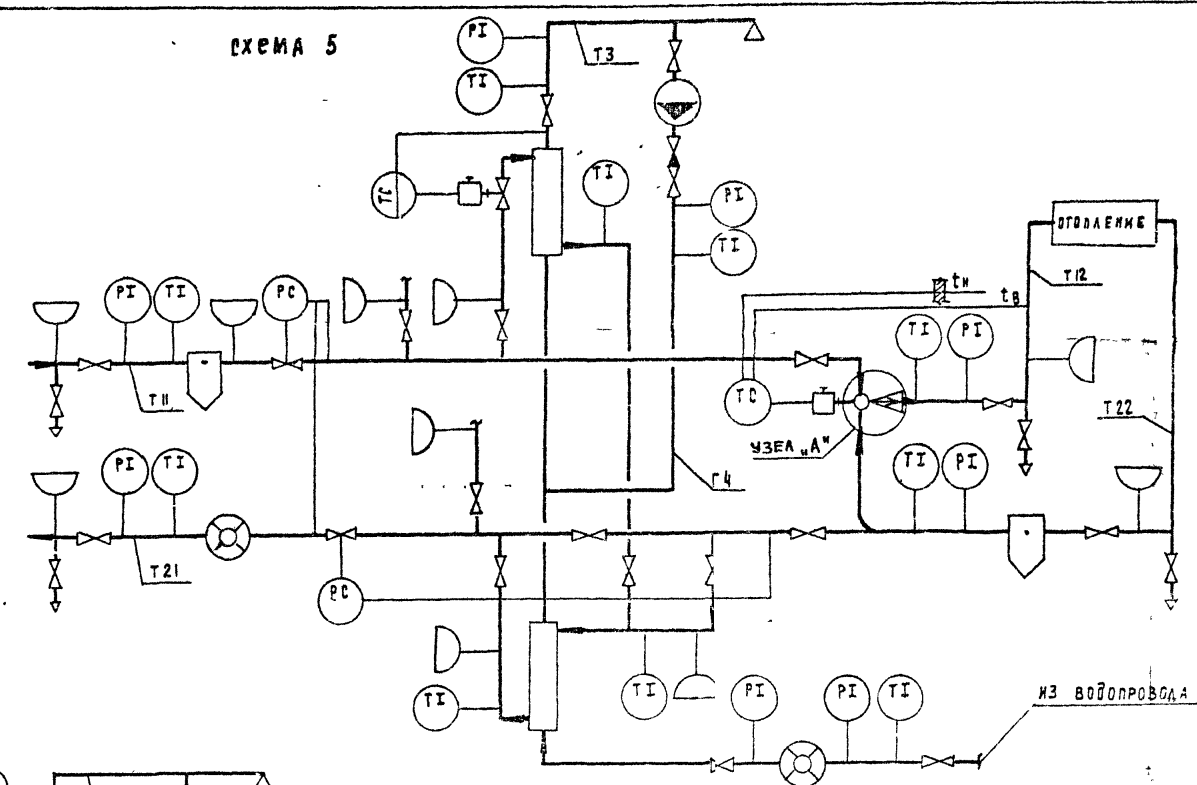 СХЕМА 5
PI
TI
T3
TC
TI
PI
TI
ОТОПЛЕНИЕ
T12
tн
tв
PI
TI
PC
TI
PI
T11
TC
УЗЕЛ „А"
T22
PI
TI
TI
PI
Г4
T21
PC
TI
TI
PI
PI
TI
ИЗ ВОДОПРОВОДА